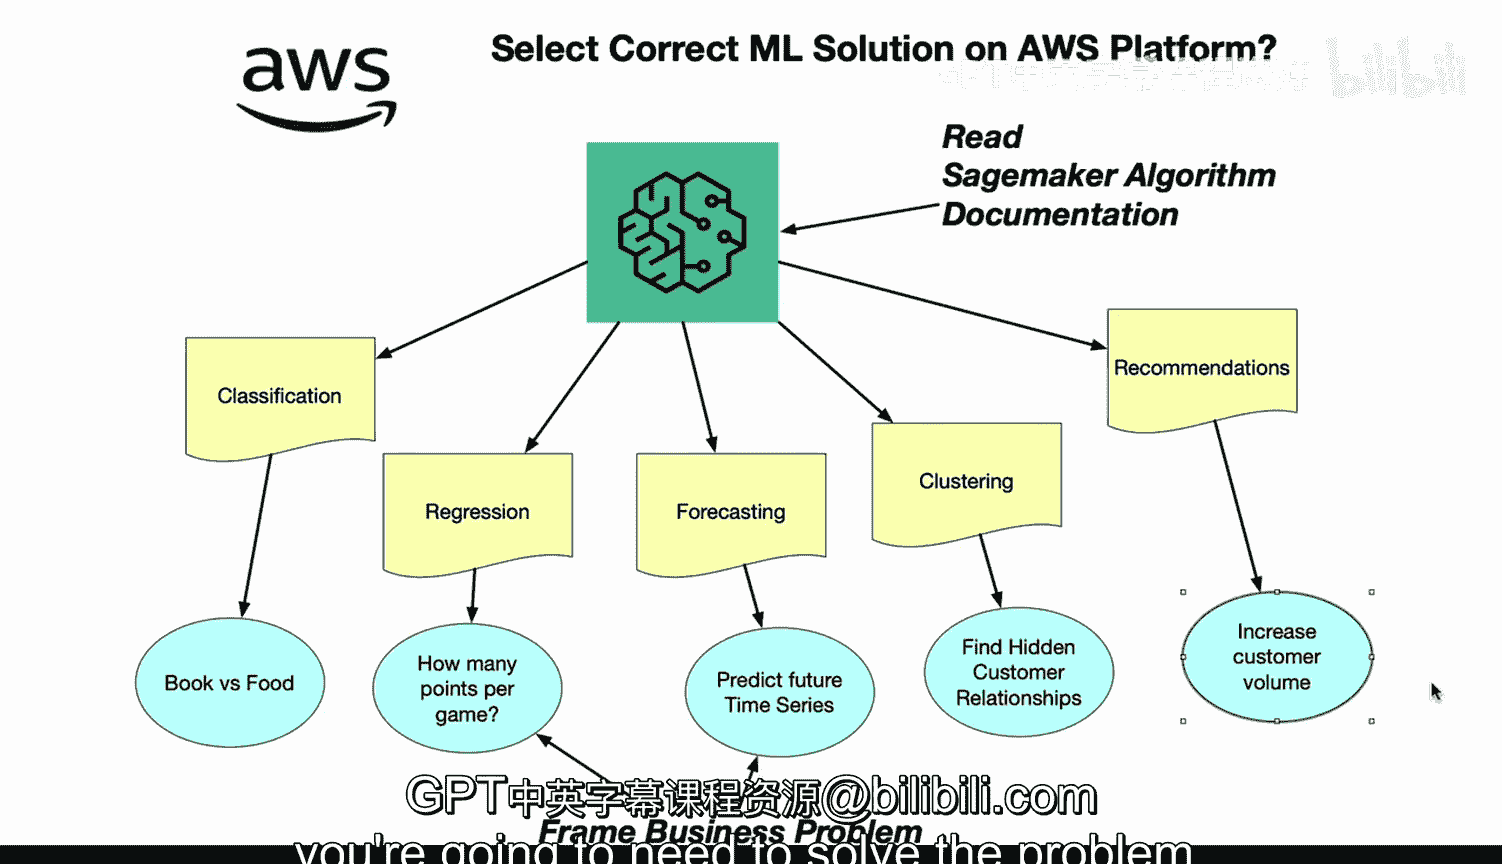 aws
Select Correct ML Solution on AWS Platform?
bilibili
Read
Sagemaker Algorithm
Documentation
Classification
Regression
Forecasting
Clustering
Recommendations
Book vs Food
How many
points per
game?
Predict future
Time Series
Find Hidden
Customer
Relationships
Increase
customer
volume
GPT中英字幕课程资源@bilibili.com
Frame Business Problem
you're going to need to solve the problem